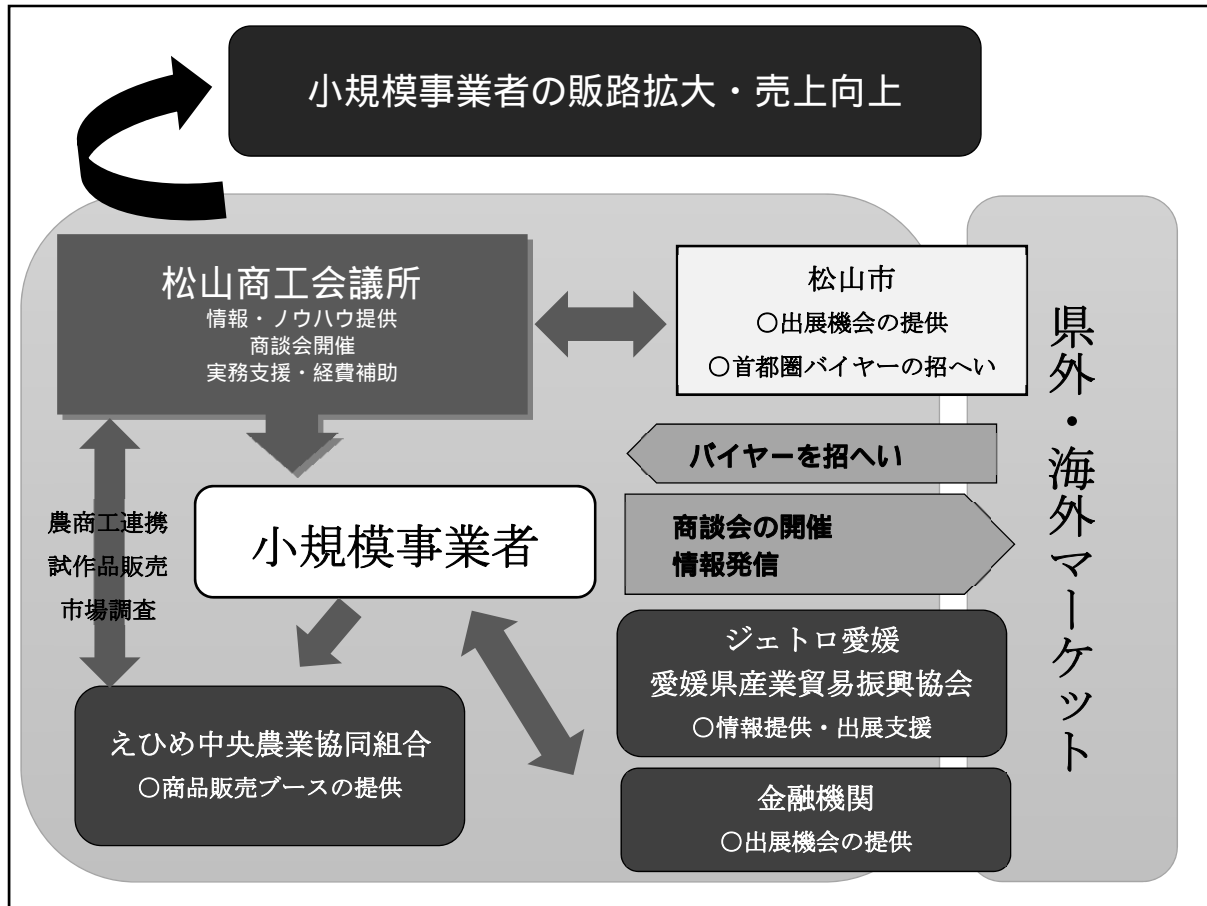 小規模事業者の販路拡大・売上向上
松山商工会議所
情報・ノウハウ提供
商談会開催
実務支援・経費補助
松山市
〇出展機会の提供
〇首都圏バイヤーの招へい
県外・海外マーケット
バイヤーを招へい
商談会の開催
情報発信
農商工連携
試作品販売
市場調査
小規模事業者
ジェトロ愛媛
愛媛県産業貿易振興協会
〇情報提供・出展支援
えひめ中央農業協同組合
〇商品販売ブースの提供
金融機関
〇出展機会の提供